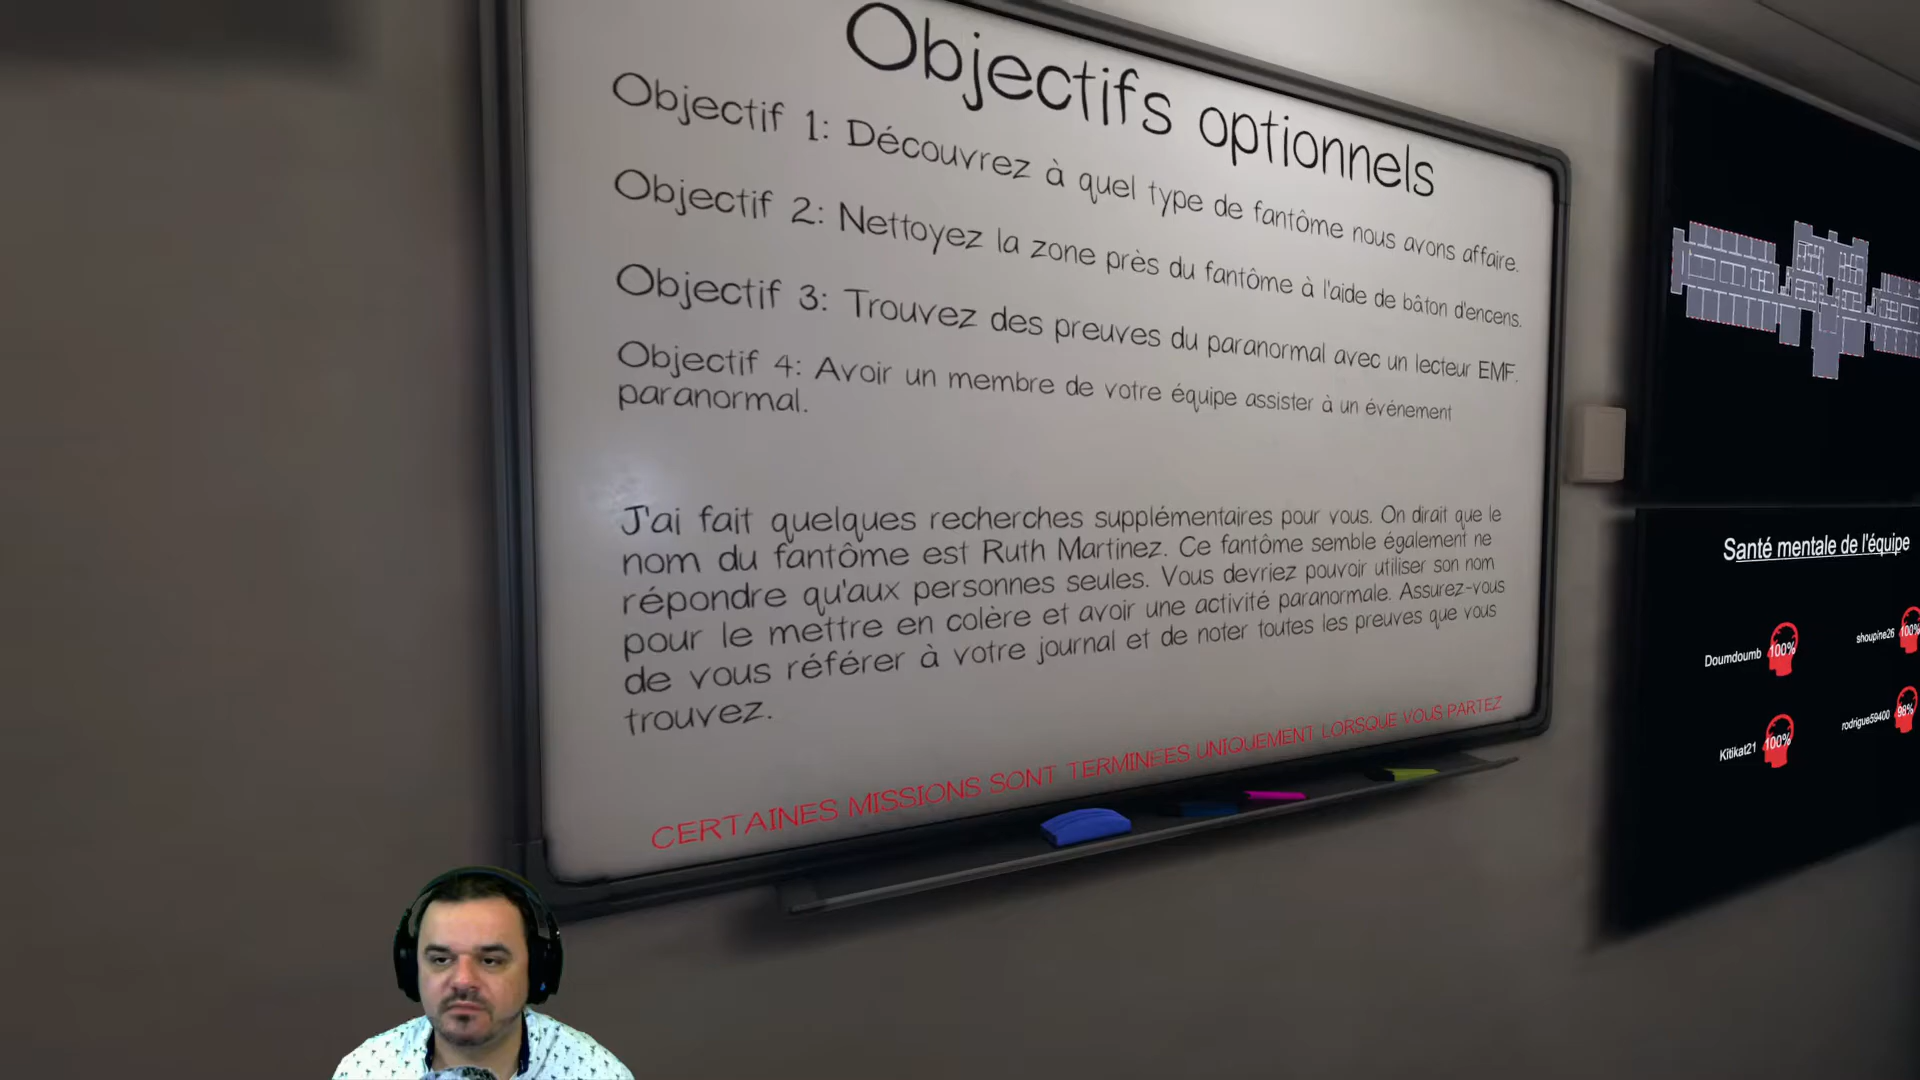 Objectifs optionnels
Objectif 1: Découvrez à quel type de fantôme nous avons affaire.
Objectif 2: Nettoyez la zone près du fantôme à l'aide de bâton d'encens.
Objectif 3: Trouvez des preuves du paranormal avec un lecteur EMF.
Objectif 4: Avoir un membre de votre équipe assister à un événement
paranormal.
J'ai fait quelques recherches supplémentaires pour vous. On dirait que le
nom du fantôme est Ruth Martinez. Ce fantôme semble également ne
répondre qu'aux personnes seules. Vous devriez pouvoir utiliser son nom
pour le mettre en colère et avoir une activité paranormale. Assurez-vous
de vous référer à votre journal et de noter toutes les preuves que vous
trouvez.
CERTAINES MISSIONS SONT TERMINÉES UNIQUEMENT LORSQUE VOUS PARTEZ
Santé mentale de l'équipe
Doumdoumb 100%
shoupine26 100%
Kitikat21 100%
rodrigue59400 98%